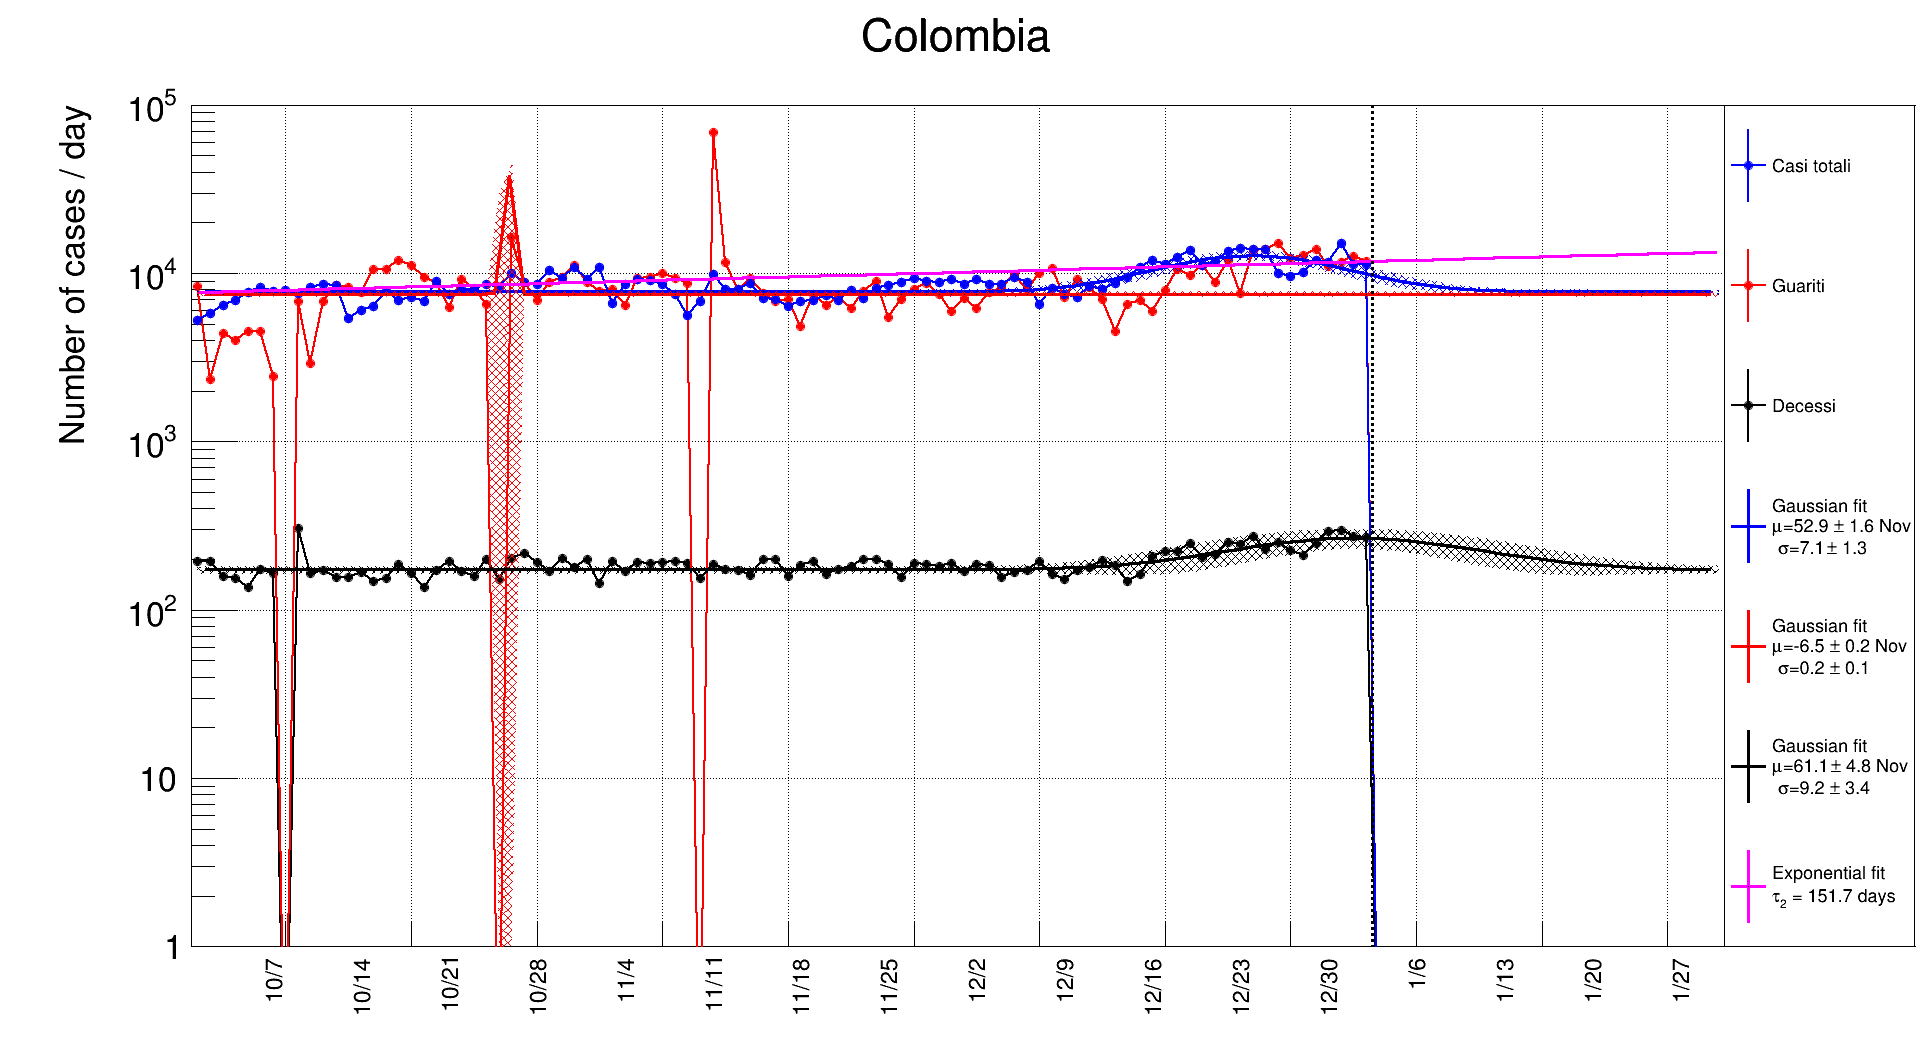 Colombia
Number of cases / day
10^5
10^4
10^3
10^2
10
1
10/7
10/14
10/21
10/28
11/4
11/11
11/18
11/25
12/2
12/9
12/16
12/23
12/30
1/6
1/13
1/20
1/27
Casi totali
Guariti
Decessi
Gaussian fit
μ=52.9 ± 1.6 Nov
σ=7.1 ± 1.3
Gaussian fit
μ=-6.5 ± 0.2 Nov
σ=0.2 ± 0.1
Gaussian fit
μ=61.1 ± 4.8 Nov
σ=9.2 ± 3.4
Exponential fit
τ₂ = 151.7 days